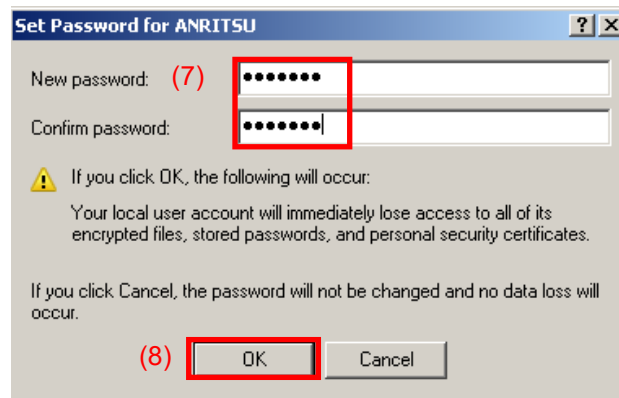 Set Password for ANRITSU
New password: (7) •••••••
Confirm password: •••••••
If you click OK, the following will occur:
Your local user account will immediately lose access to all of its
encrypted files, stored passwords, and personal security certificates.
If you click Cancel, the password will not be changed and no data loss will
occur.
(8) OK Cancel